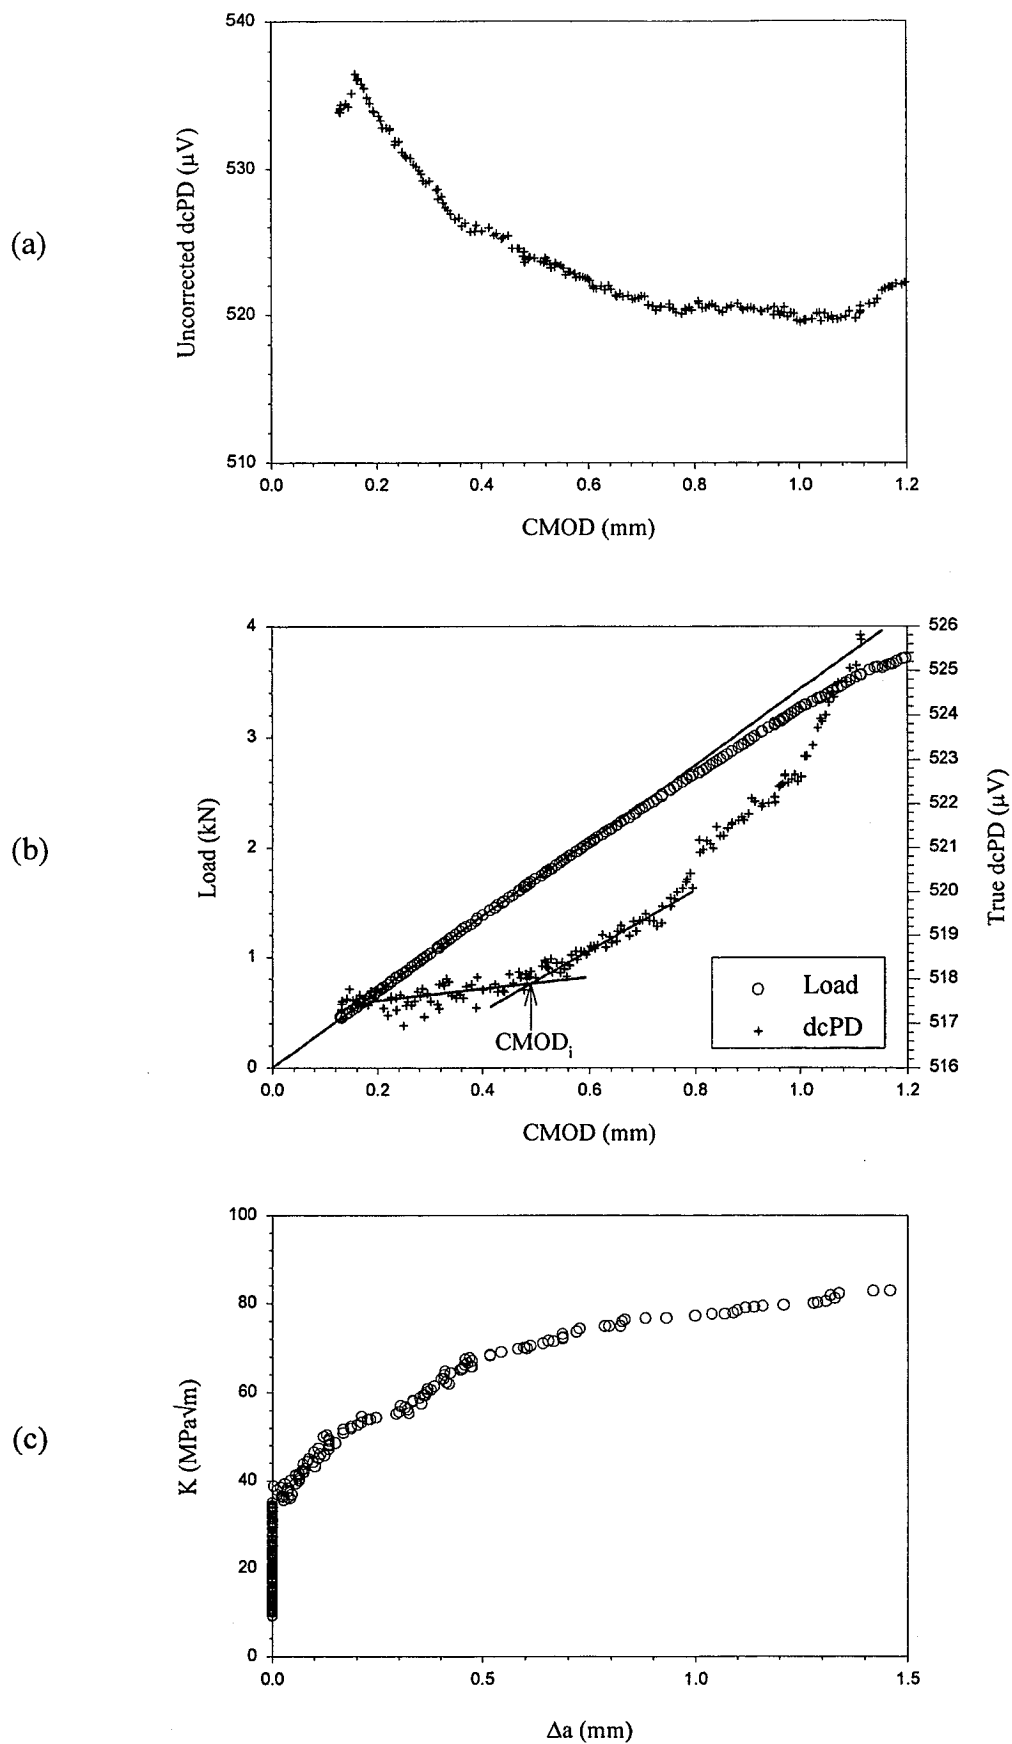 (a)
Uncorrected dcPD (μV)
540
530
520
510
0.0 0.2 0.4 0.6 0.8 1.0 1.2
CMOD (mm)
(b)
Load (kN)
4
3
2
1
0
526
525
524
523
522
521
520
519
518
517
516
True dcPD (μV)
Load
dcPD
CMODi
0.0 0.2 0.4 0.6 0.8 1.0 1.2
CMOD (mm)
(c)
K (MPa√m)
100
80
60
40
20
0
0.0 0.5 1.0 1.5
Δa (mm)